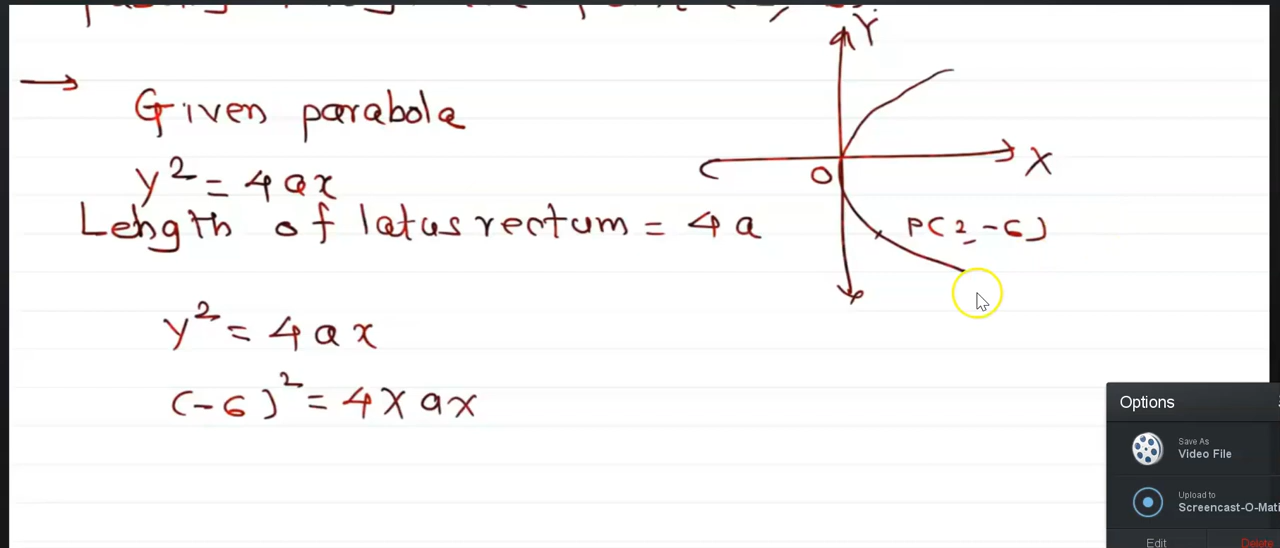 Y
→ Given parabola
X
y² = 4ax
O
Length of latus rectum = 4a
P(2,-6)
y² = 4ax
(-6)² = 4×a×
Options
Save As
Video File
Upload to
Screencast-O-Mati
Edit
Delete